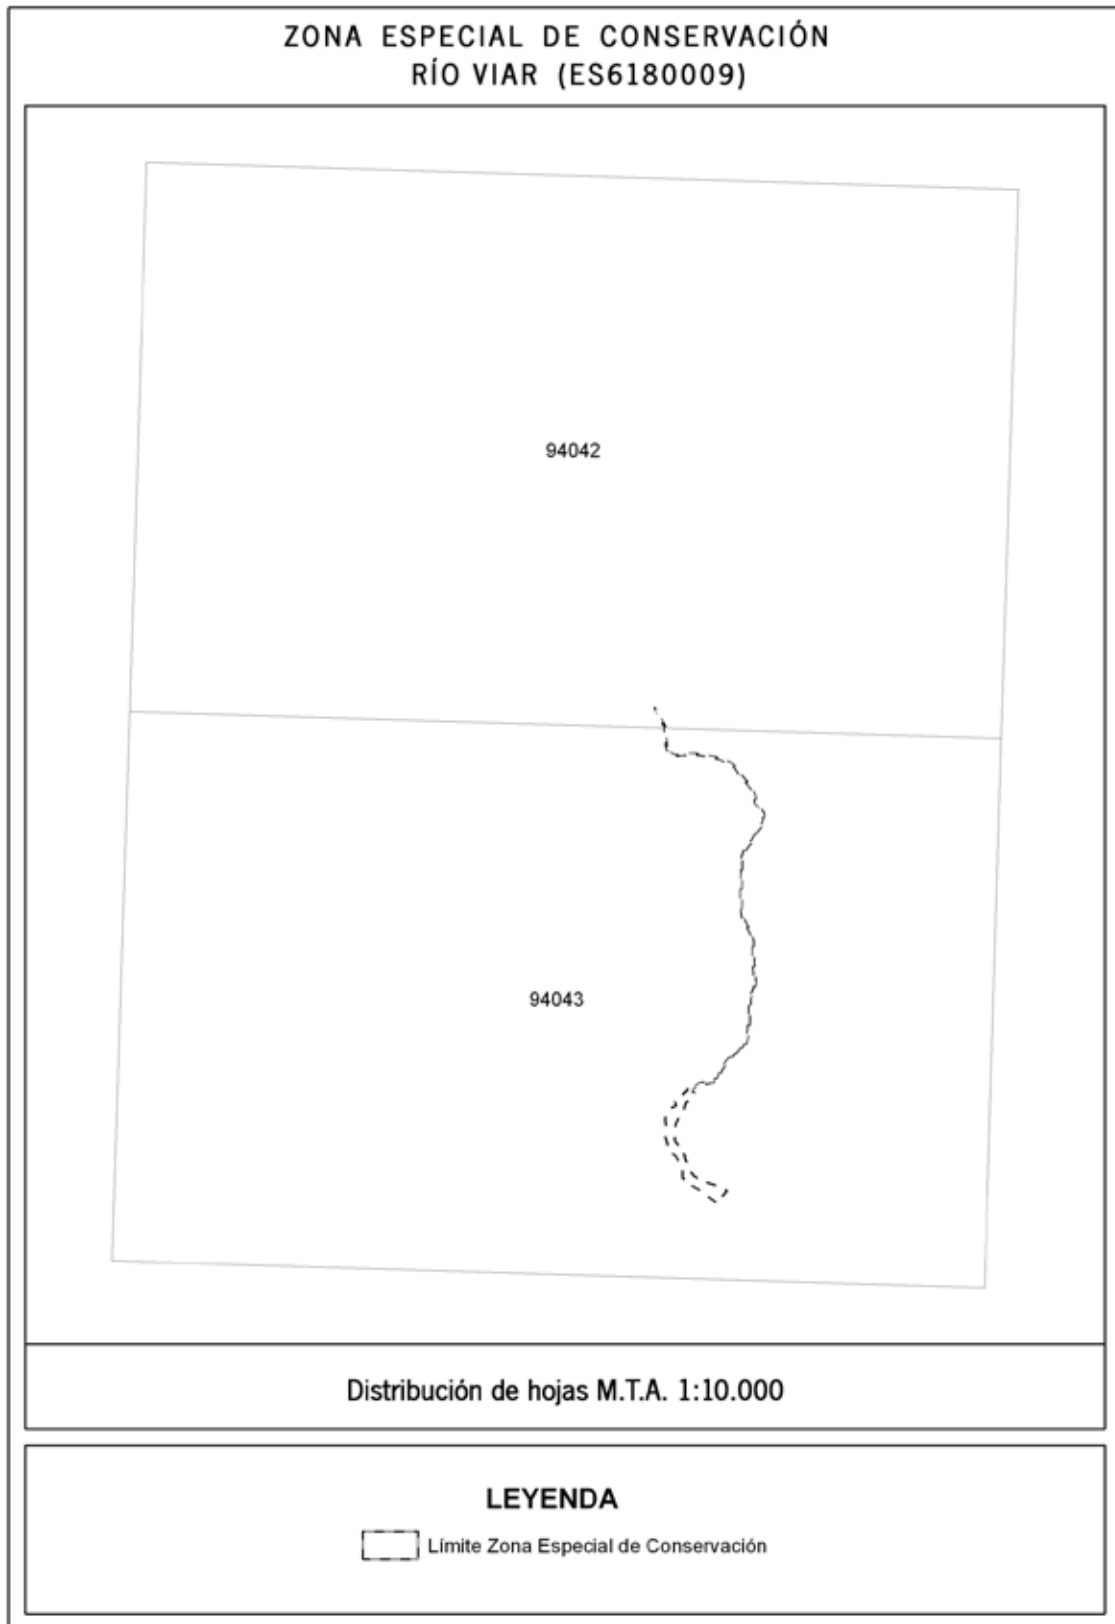 ZONA ESPECIAL DE CONSERVACIÓN
RÍO VIAR (ES6180009)
94042
94043
Distribución de hojas M.T.A. 1:10.000
LEYENDA
Límite Zona Especial de Conservación